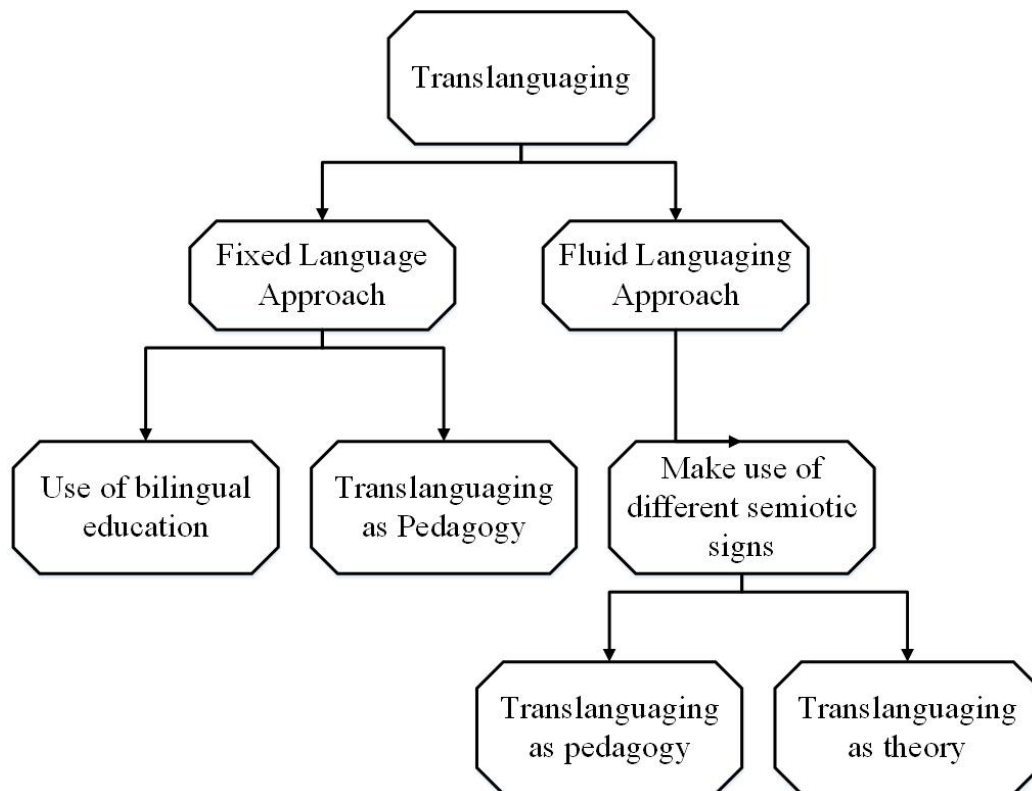 Translanguaging
Fixed Language
Approach
Fluid Languaging
Approach
Use of bilingual
education
Translanguaging
as Pedagogy
Make use of
different semiotic
signs
Translanguaging
as pedagogy
Translanguaging
as theory